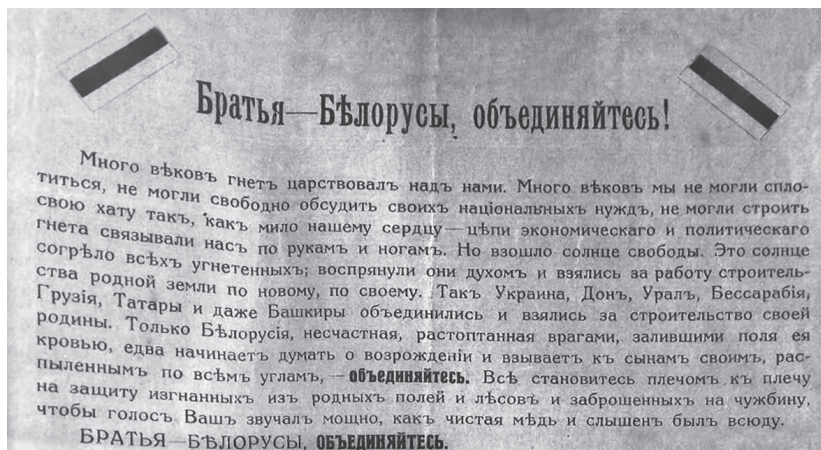 Братья—Бѣлорусы, объединяйтесь!
Много вѣковъ гнетъ царствовалъ надъ нами. Много вѣковъ мы не могли спло-
титься, не могли свободно обсудить своихъ національныхъ нуждъ, не могли строить
свою хату такъ, какъ мило нашему сердцу—цѣпи экономическаго и политическаго
гнета связывали насъ по рукамъ и ногамъ. Но взошло солнце свободы. Это солнце
согрѣло всѣхъ угнетенныхъ; воспрянули они духомъ и взялись за работу строитель-
ства родной земли по новому, по своему. Такъ Украина, Донъ, Уралъ, Бессарабія,
Грузія, Татары и даже Башкиры объединились и взялись за строительство своей
родины. Только Бѣлорусія, несчастная, растоптанная врагами, залившими поля ея
кровью, едва начинаетъ думать о возрожденіи и взываетъ къ сынамъ своимъ, рас-
пыленнымъ по всѣмъ угламъ,—объединяйтесь. Всѣ становитесь плечомъ къ плечу
на защиту изгнанныхъ изъ родныхъ полей и лѣсовъ и заброшенныхъ на чужбину,
чтобы голосъ Вашъ звучалъ мощно, какъ чистая мѣдь и слышенъ былъ всюду.
БРАТЬЯ—БѢЛОРУСЫ, ОБЪЕДИНЯЙТЕСЬ.